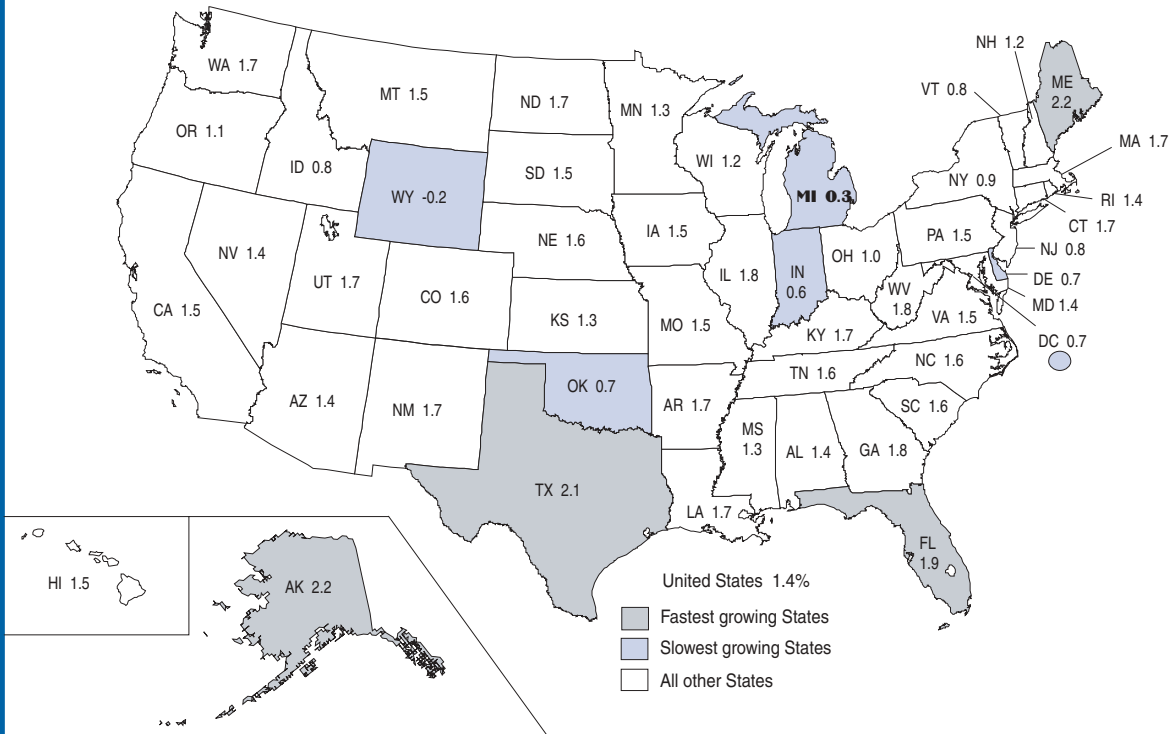 NH 1.2
WA 1.7
ME
2.2
VT 0.8
MT 1.5
ND 1.7
MN 1.3
OR 1.1
MA 1.7
ID 0.8
WI 1.2
SD 1.5
NY 0.9
WY -0.2
MI 0.3
RI 1.4
CT 1.7
IA 1.5
PA 1.5
NE 1.6
NV 1.4
OH 1.0
NJ 0.8
IL 1.8
IN
0.6
UT 1.7
DE 0.7
CO 1.6
WV
1.8
MD 1.4
CA 1.5
KS 1.3
MO 1.5
VA 1.5
KY 1.7
DC 0.7
NC 1.6
TN 1.6
OK 0.7
AZ 1.4
NM 1.7
AR 1.7
SC 1.6
MS
1.3
AL 1.4
GA 1.8
TX 2.1
LA 1.7
FL
1.9
HI 1.5
AK 2.2
United States 1.4%
Fastest growing States
Slowest growing States
All other States